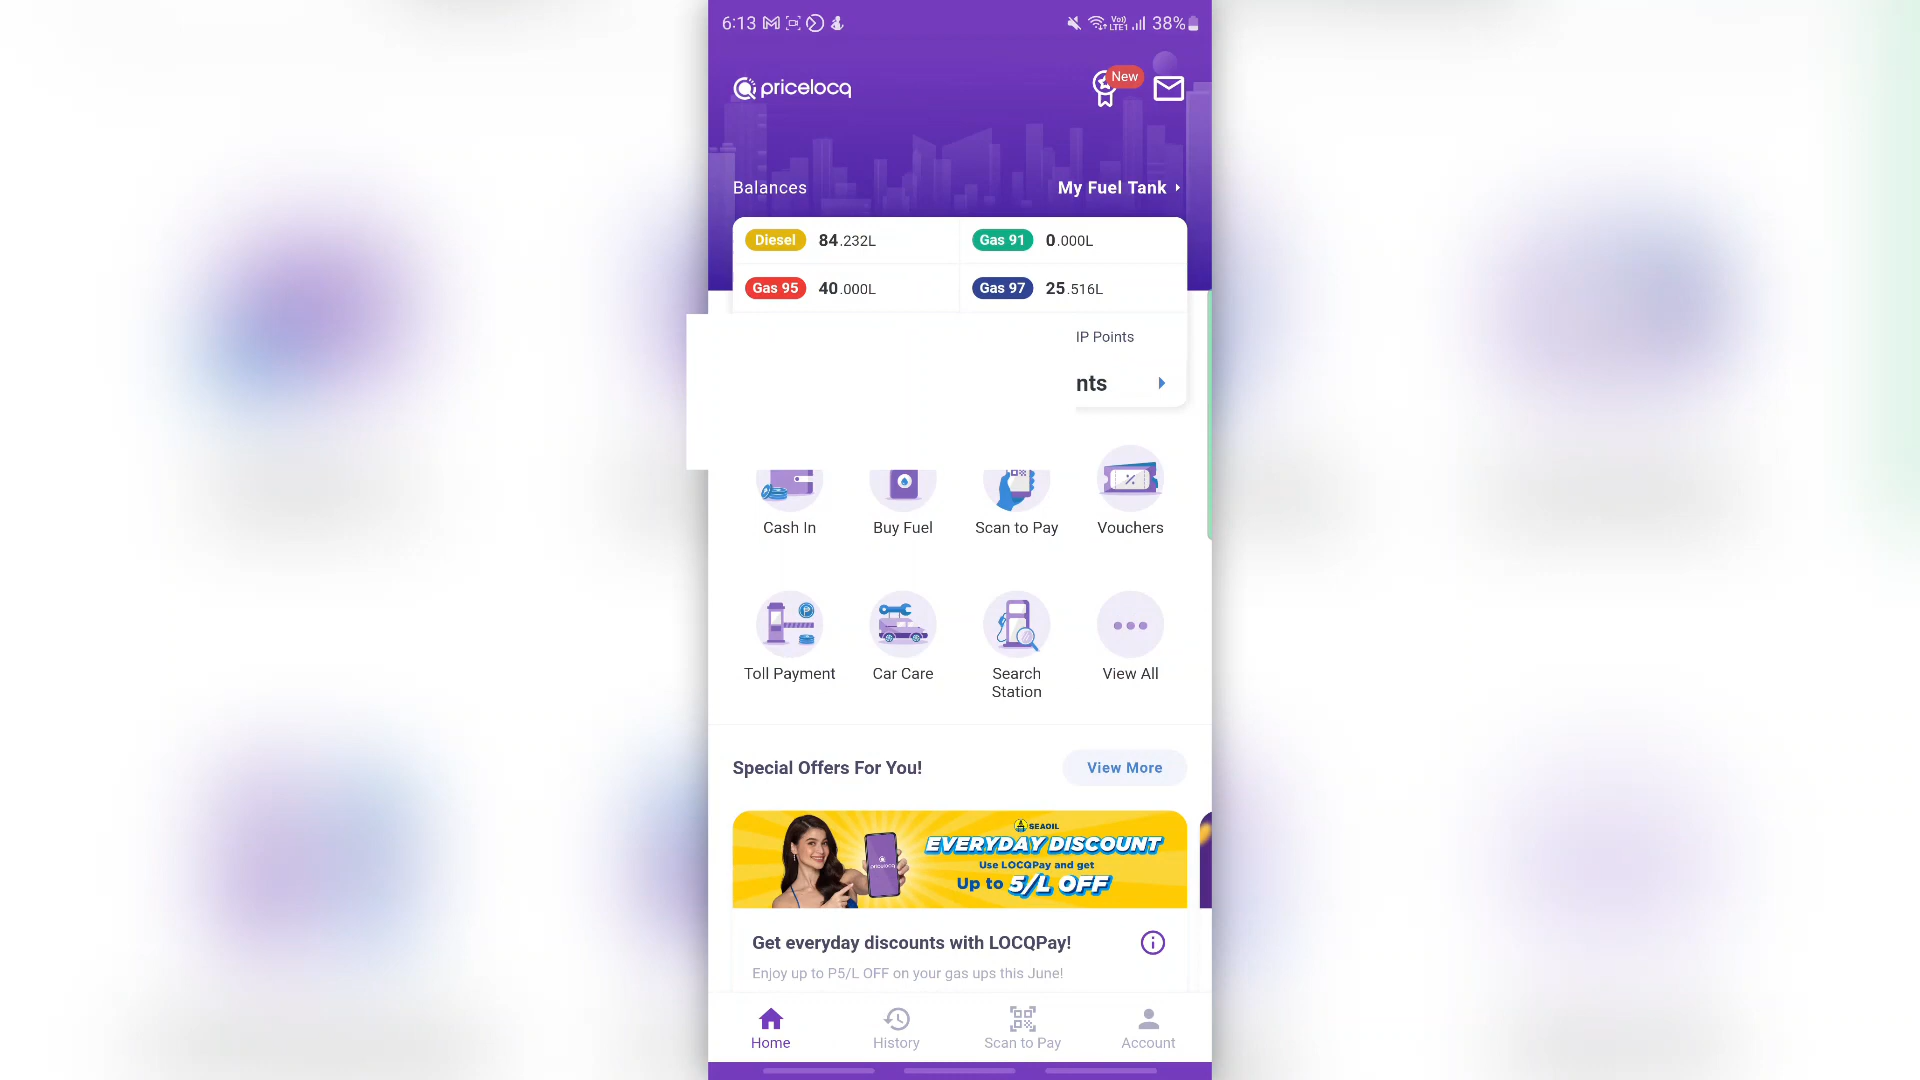 6:13 Vo) LTE1 38%
pricelocq New
Balances My Fuel Tank
Diesel 84.232L Gas 91 0.000L
Gas 95 40.000L Gas 97 25.516L
IP Points
nts
Cash In Buy Fuel Scan to Pay Vouchers
Toll Payment Car Care Search Station View All
Special Offers For You! View More
SEAOIL
EVERYDAY DISCOUNT
Use LOCQPay and get
Up to 5/L OFF
pricelocq
Get everyday discounts with LOCQPay!
Enjoy up to P5/L OFF on your gas ups this June!
Home History Scan to Pay Account